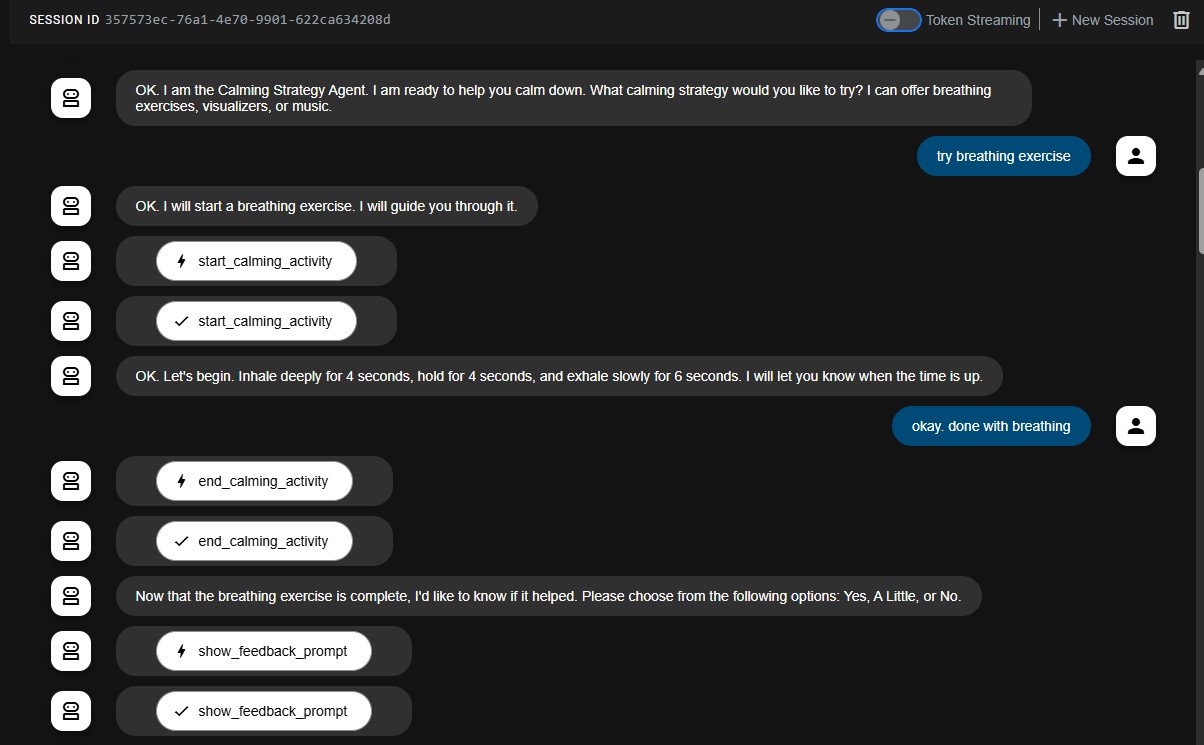 SESSION ID 357573ec-76a1-4e70-9901-622ca634208d
Token Streaming
New Session
OK. I am the Calming Strategy Agent. I am ready to help you calm down. What calming strategy would you like to try? I can offer breathing
exercises, visualizers, or music.
try breathing exercise
OK. I will start a breathing exercise. I will guide you through it.
start_calming_activity
start_calming_activity
OK. Let's begin. Inhale deeply for 4 seconds, hold for 4 seconds, and exhale slowly for 6 seconds. I will let you know when the time is up.
okay. done with breathing
end_calming_activity
end_calming_activity
Now that the breathing exercise is complete, I'd like to know if it helped. Please choose from the following options: Yes, A Little, or No.
show_feedback_prompt
show_feedback_prompt